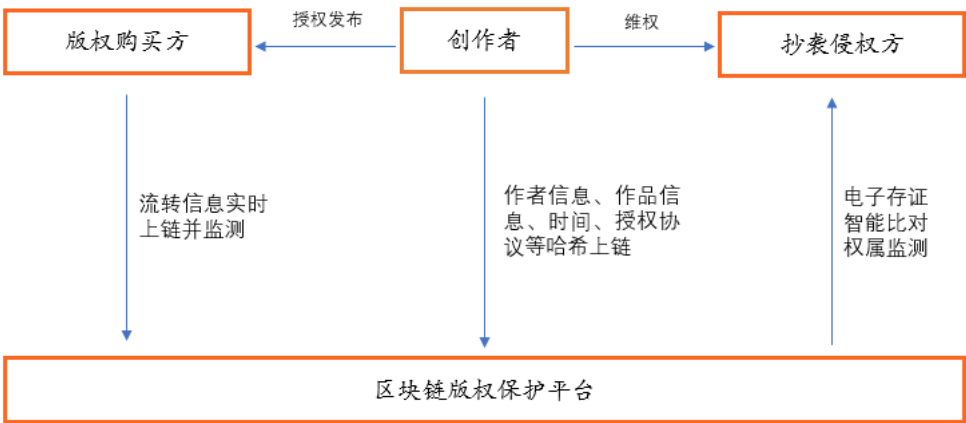 授权发布
维权
版权购买方
创作者
抄袭侵权方
流转信息实时
上链并监测
作者信息、作品信
息、时间、授权协
议等哈希上链
电子存证
智能比对
权属监测
区块链版权保护平台